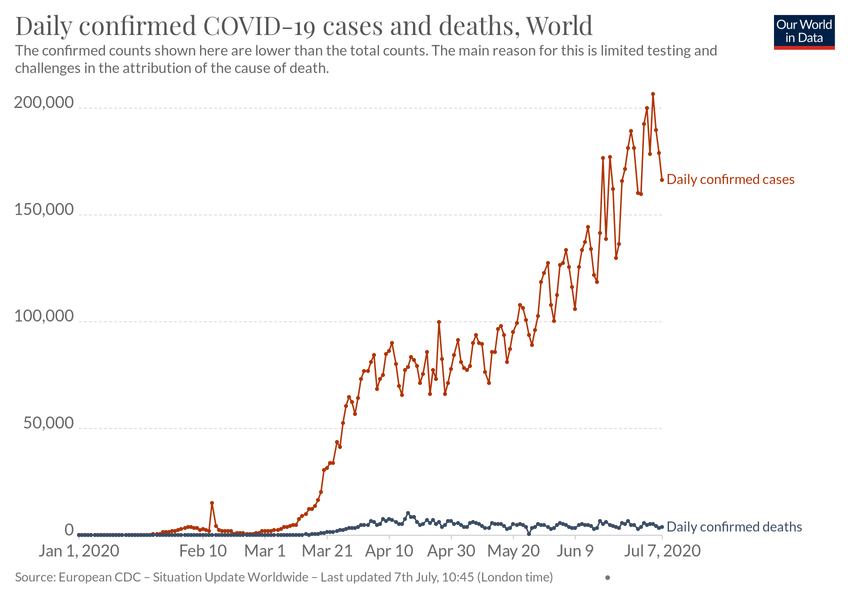 Daily confirmed COVID-19 cases and deaths, World
Our World
in Data
The confirmed counts shown here are lower than the total counts. The main reason for this is limited testing and
challenges in the attribution of the cause of death.
200,000
Daily confirmed cases
150,000
100,000
50,000
Daily confirmed deaths
0
Jan 1, 2020 Feb 10 Mar 1 Mar 21 Apr 10 Apr 30 May 20 Jun 9 Jul 7, 2020
Source: European CDC – Situation Update Worldwide – Last updated 7th July, 10:45 (London time)